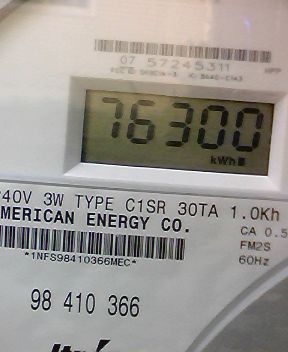 07 57245311
76300
kWh
240V 3W TYPE C1SR 30TA 1.0Kh
AMERICAN ENERGY CO.
CA 0.5
FM2S
*1NFS98410366MEC*
60Hz
98 410 366